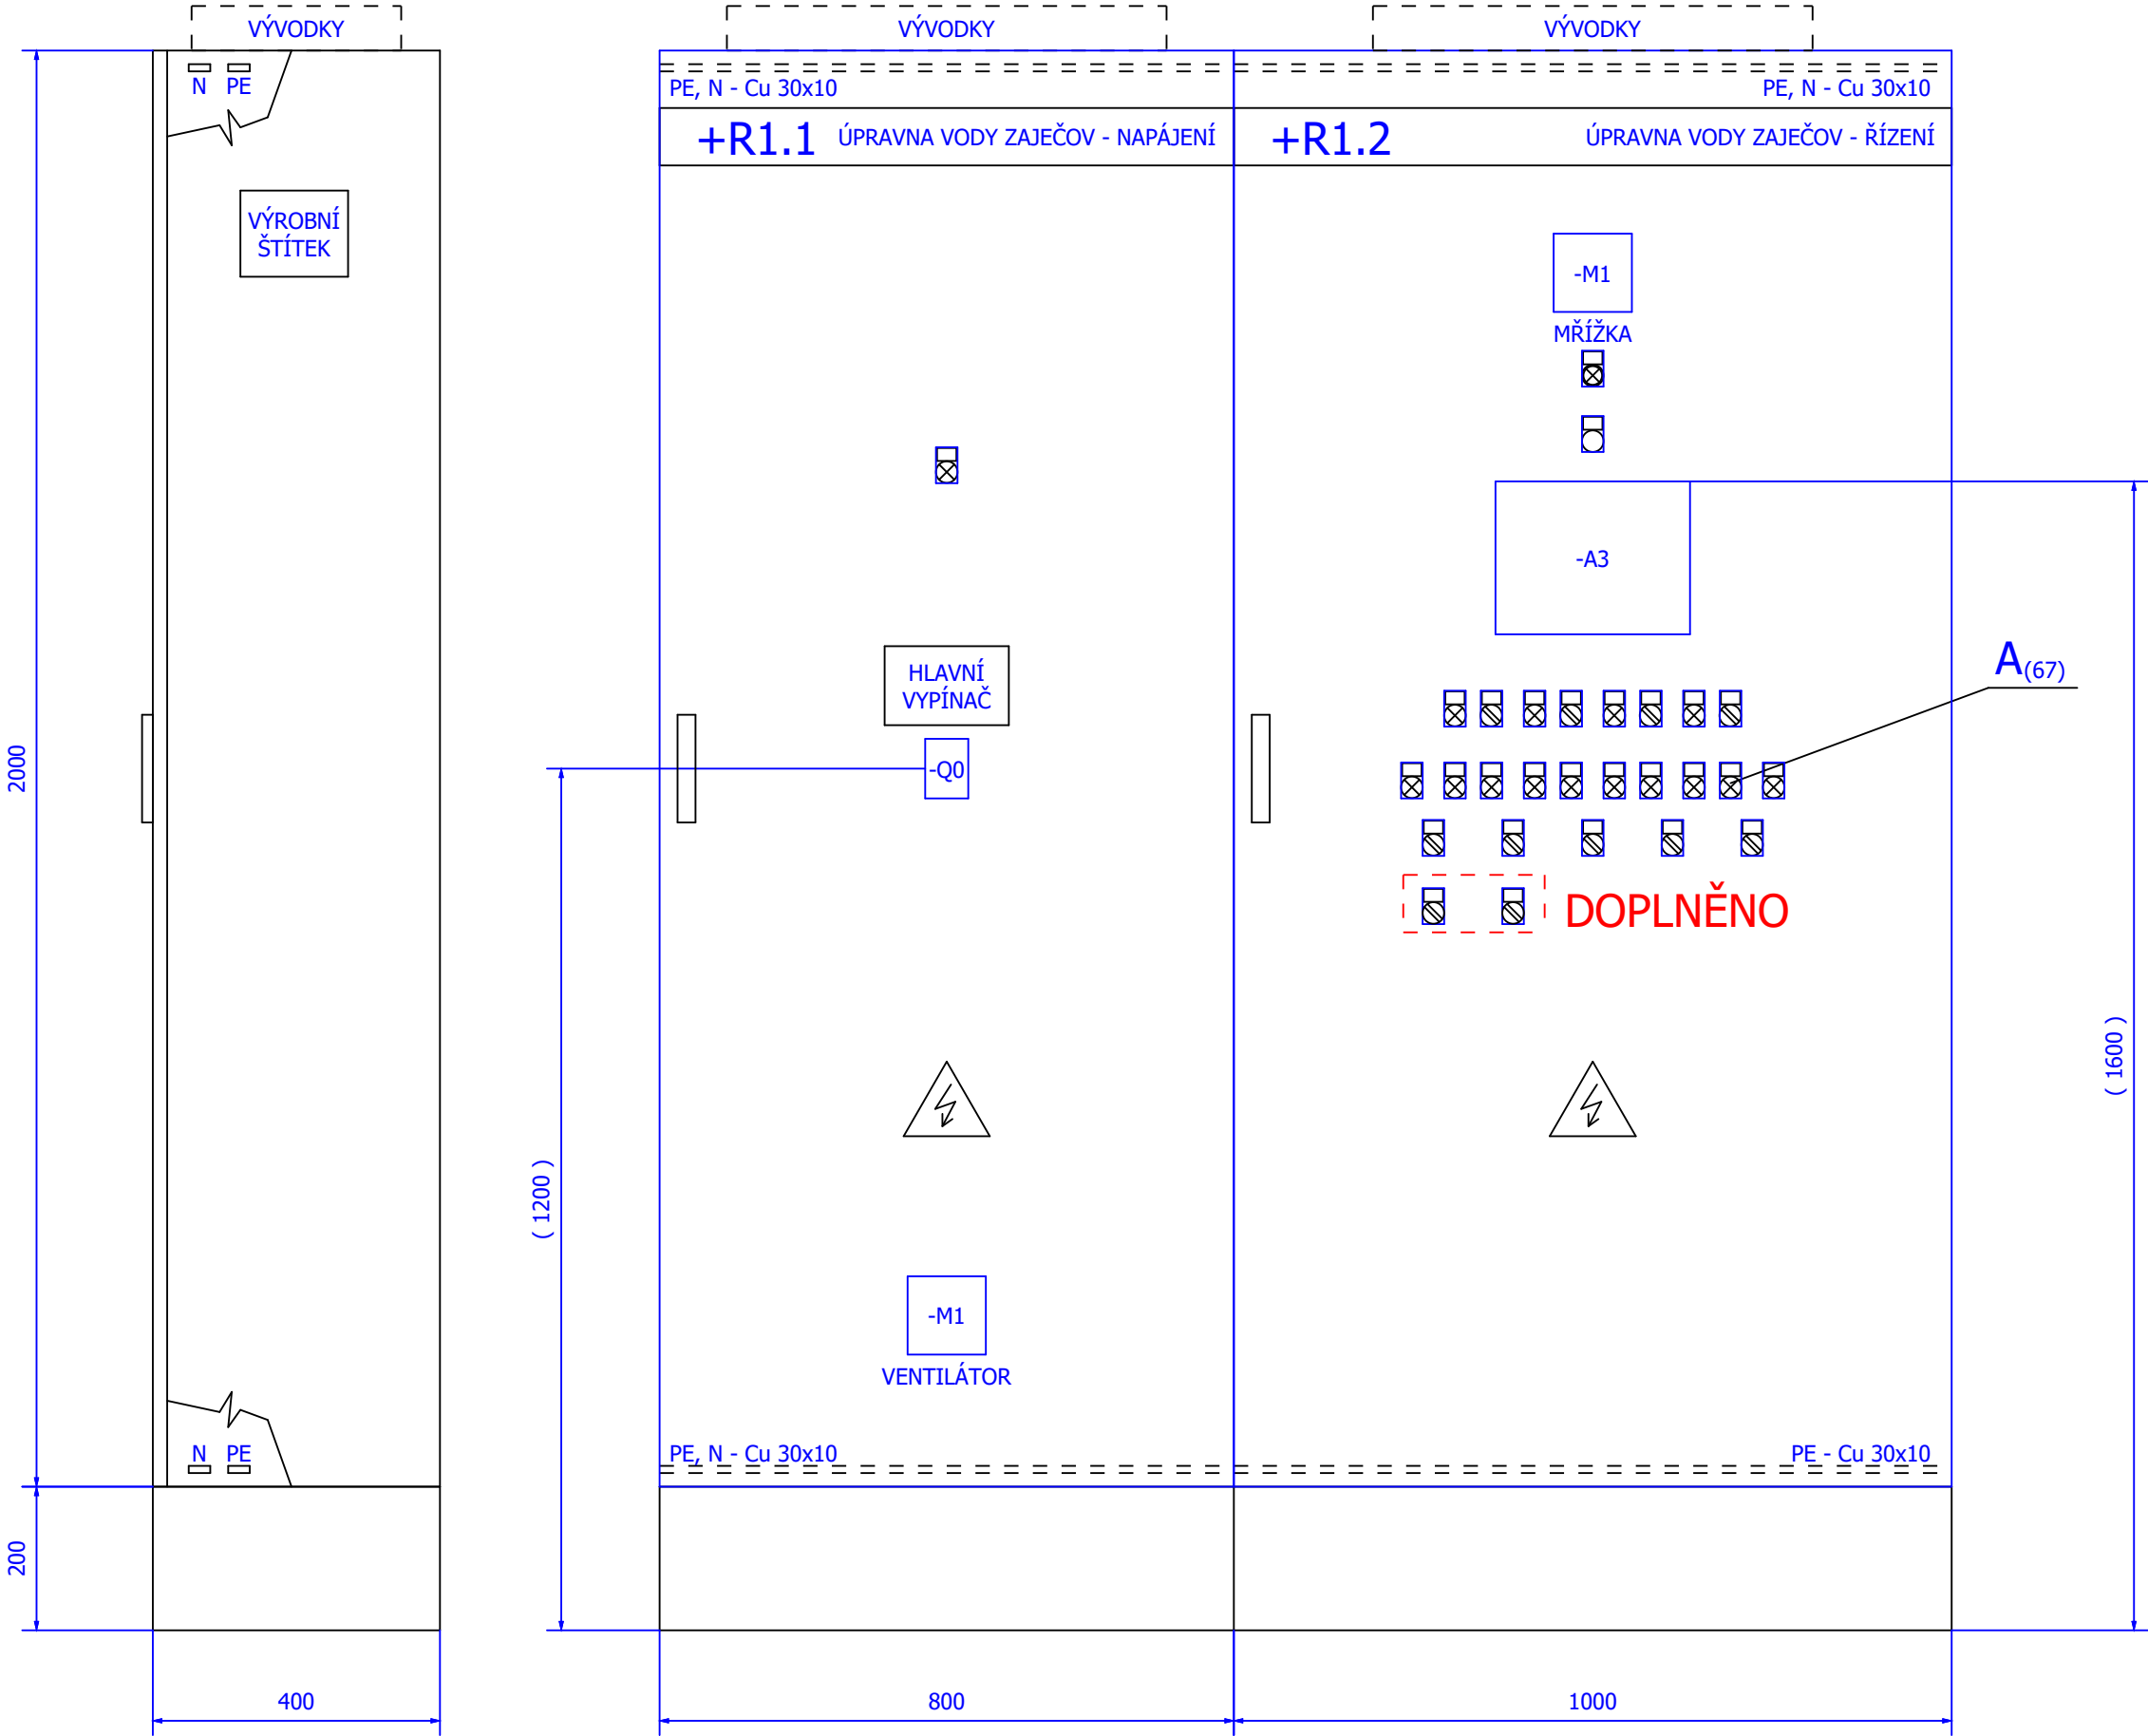 VÝVODKY
VÝVODKY
VÝVODKY
N PE
PE, N - Cu 30x10
PE, N - Cu 30x10
+R1.1 ÚPRAVNA VODY ZAJEČOV - NAPÁJENÍ
+R1.2 ÚPRAVNA VODY ZAJEČOV - ŘÍZENÍ
VÝROBNÍ
ŠTÍTEK
-M1
MŘÍŽKA
-A3
HLAVNÍ
VYPÍNAČ
A(67)
-Q0
2000
DOPLNĚNO
( 1600 )
( 1200 )
-M1
VENTILÁTOR
N PE
PE, N - Cu 30x10
PE - Cu 30x10
200
400
800
1000